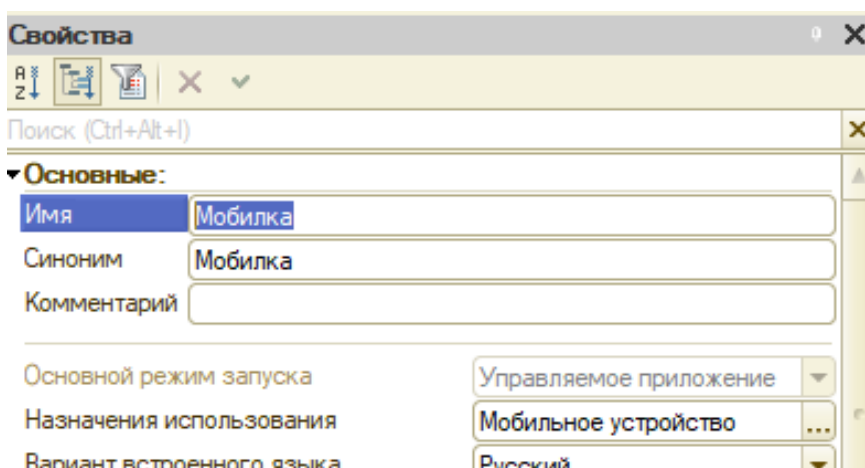 Свойства
Поиск (Ctrl+Alt+I)
Основные:
Имя Мобилка
Синоним Мобилка
Комментарий
Основной режим запуска Управляемое приложение
Назначения использования Мобильное устройство ...
Вариант встроенного языка Русский